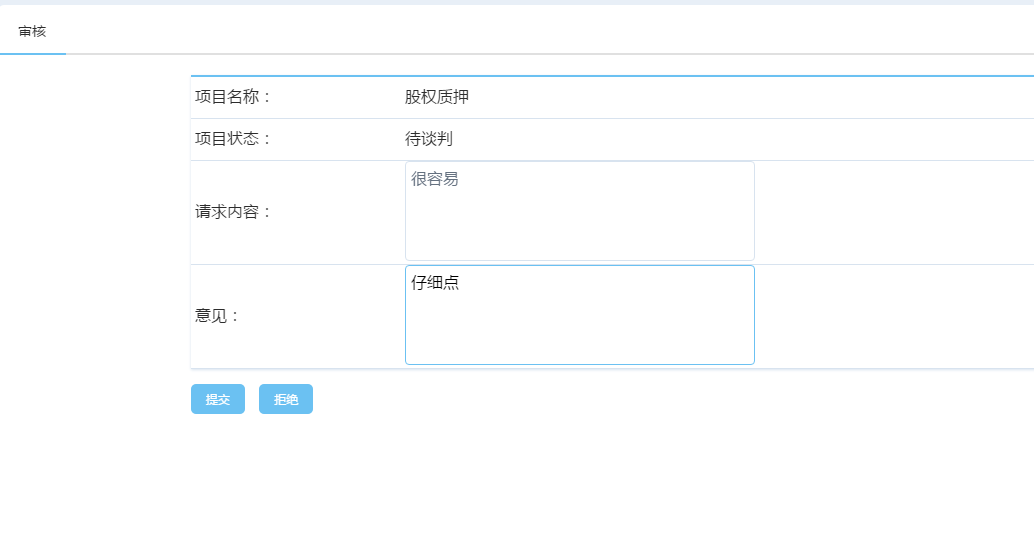 审核
项目名称： 股权质押
项目状态： 待谈判
请求内容： 很容易
意见： 仔细点
提交 拒绝